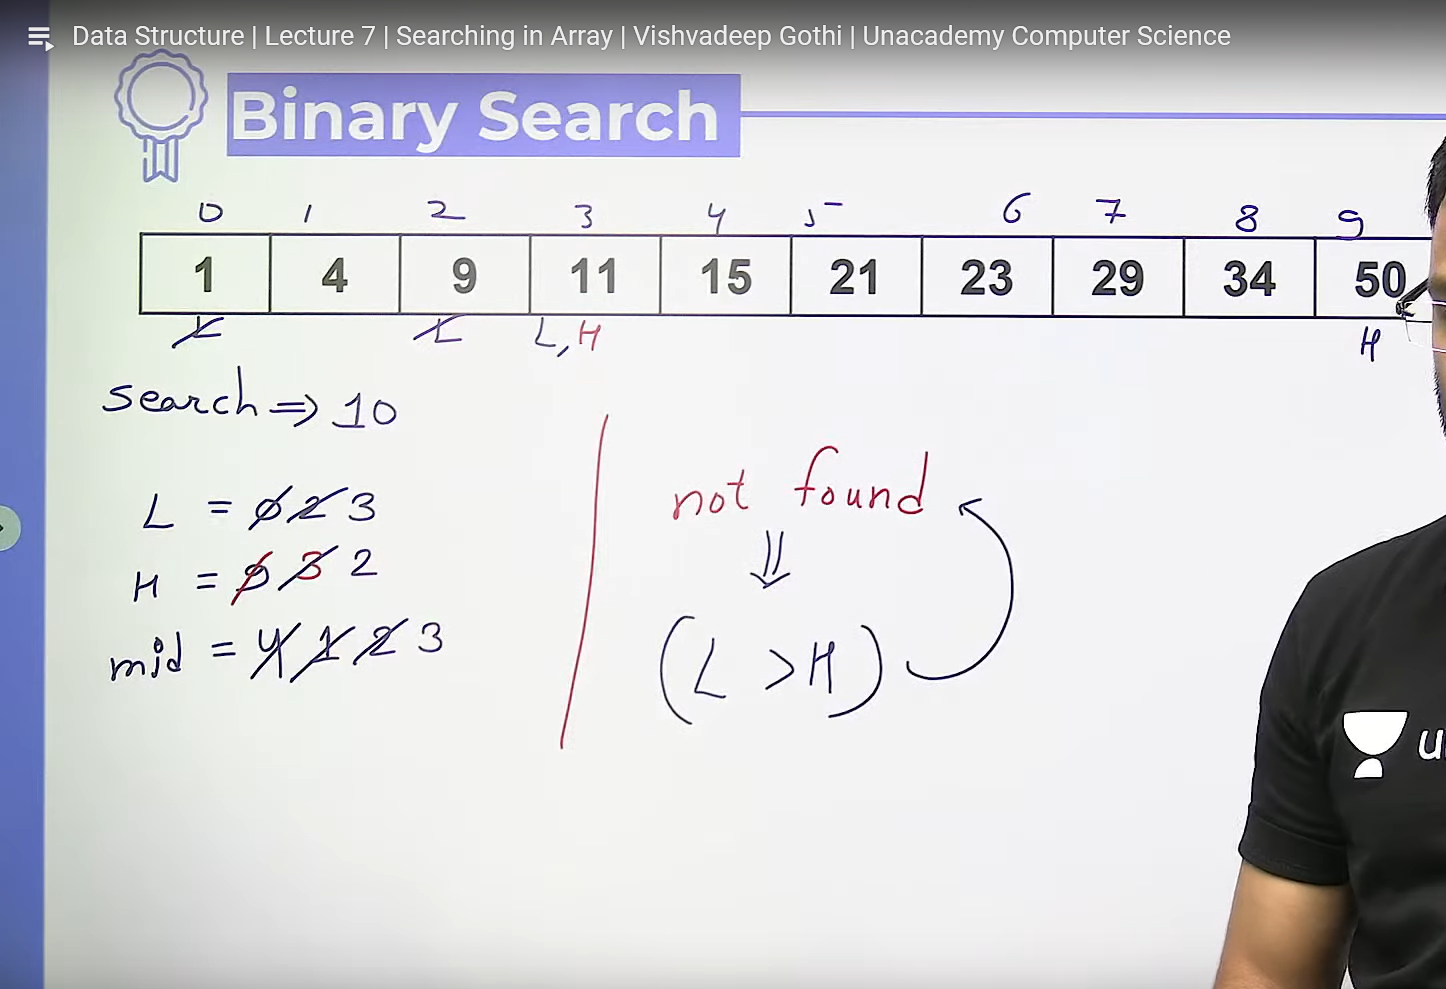 Data Structure | Lecture 7 | Searching in Array | Vishvadeep Gothi | Unacademy Computer Science
Binary Search
0 1 2 3 4 5 6 7 8 9
1 4 9 11 15 21 23 29 34 50
L L L, H H
search ⇒ 10
not found
L = 0 2 3
⇓
H = 9 3 2
(L > H)
mid = 4 1 2 3